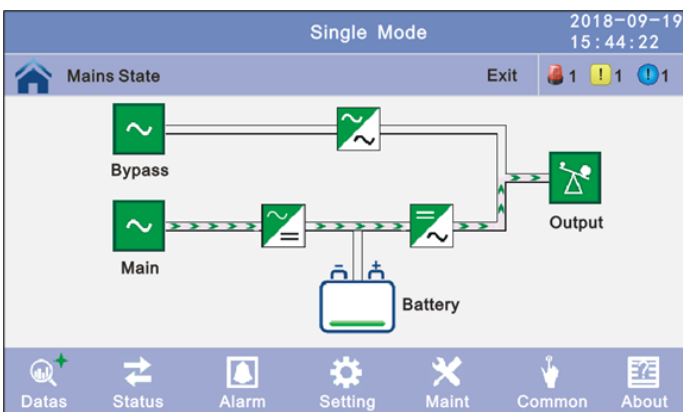 Single Mode
2018-09-19
15:44:22
Mains State
Exit
1
! 1
! 1
Bypass
Output
Main
Battery
Datas
Status
Alarm
Setting
Maint
Common
About